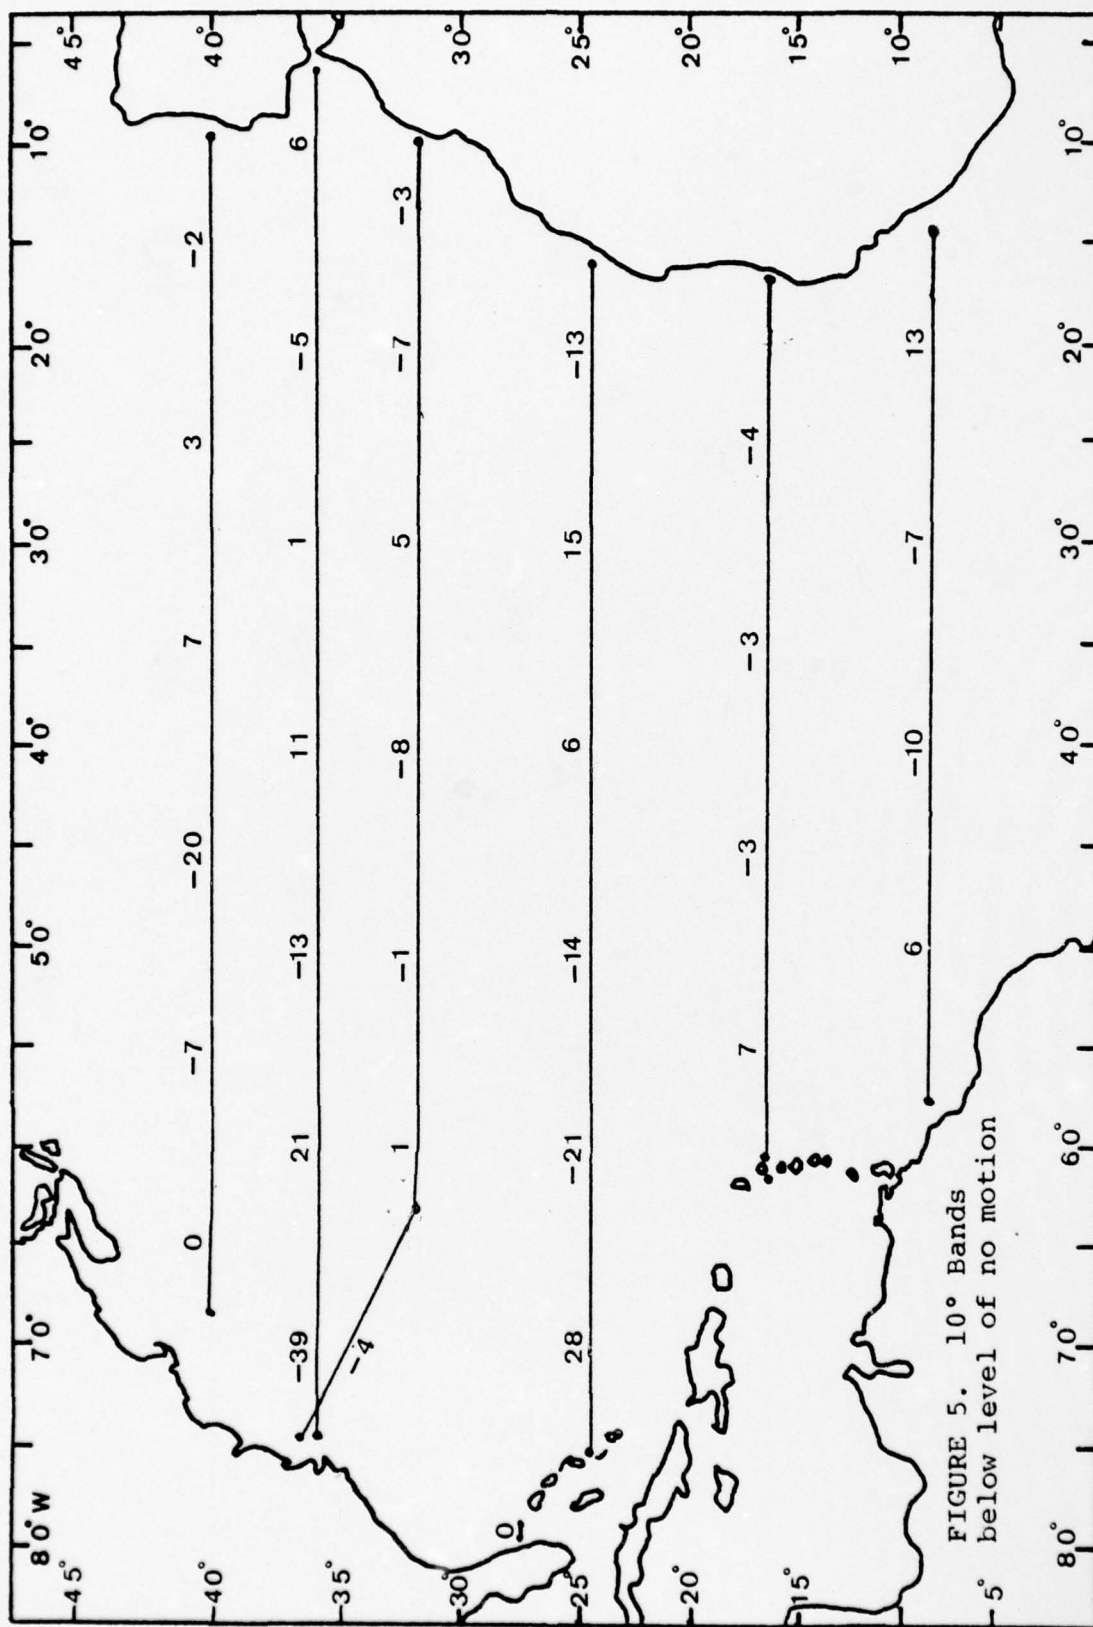 80°W 70° 60° 50° 40° 30° 20° 10°
45° 45°
40° 40°
0 -7 -20 7 3 -2
-39 21 -13 11 1 -5 6
35°
-4 1 -1 -8 5 -7 -3
30° 30°
0
28 -21 -14 6 15 -13
25° 25°
20° 20°
7 -3 -3 -4
15° 15°
10°
6 -10 -7 13
5°
FIGURE 5. 10° Bands
below level of no motion
80° 70° 60° 50° 40° 30° 20° 10°